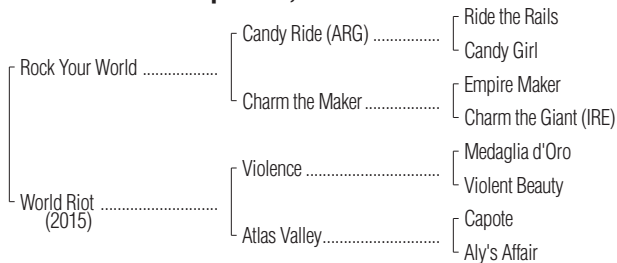 Ride the Rails
Candy Ride (ARG) ................
Candy Girl
Rock Your World ..................
Empire Maker
Charm the Maker ..................
Charm the Giant (IRE)
Medaglia d'Oro
Violence ................................
Violent Beauty
World Riot ............................
(2015)
Capote
Atlas Valley............................
Aly's Affair